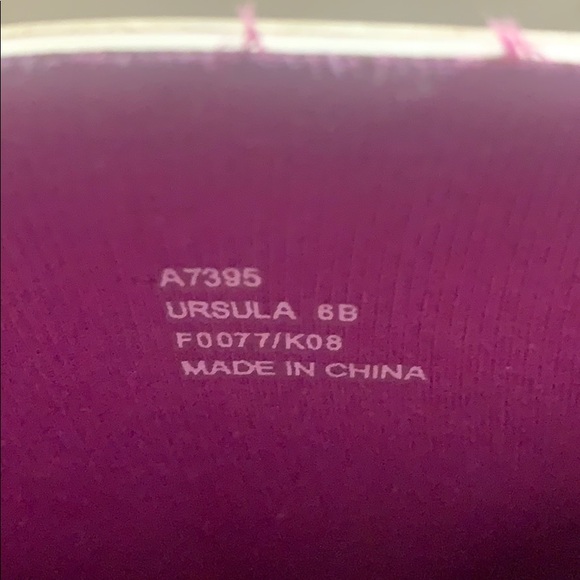 A7395
URSULA 6B
F0077/K08
MADE IN CHINA